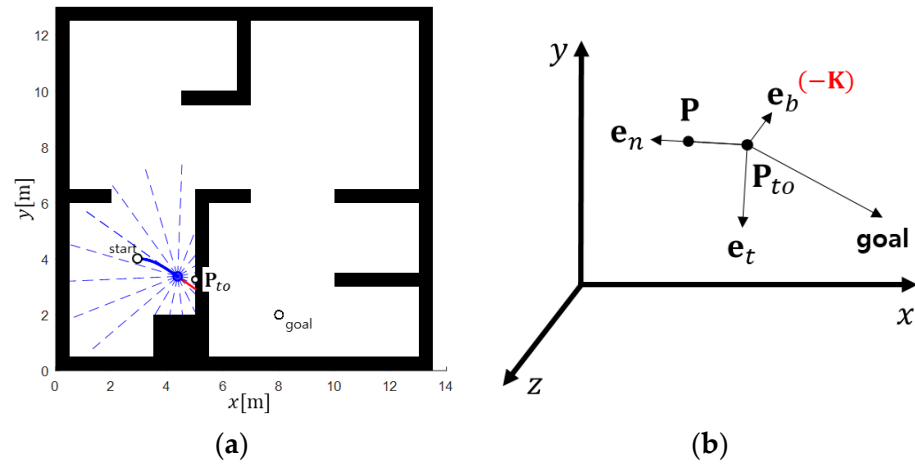 12
10
8
6
4
2
0
y[m]
start
P_to
goal
0
2
4
6
8
10
12
14
x[m]
(a)
y
(−K)
e_b
P
e_n
P_to
e_t
goal
x
z
(b)